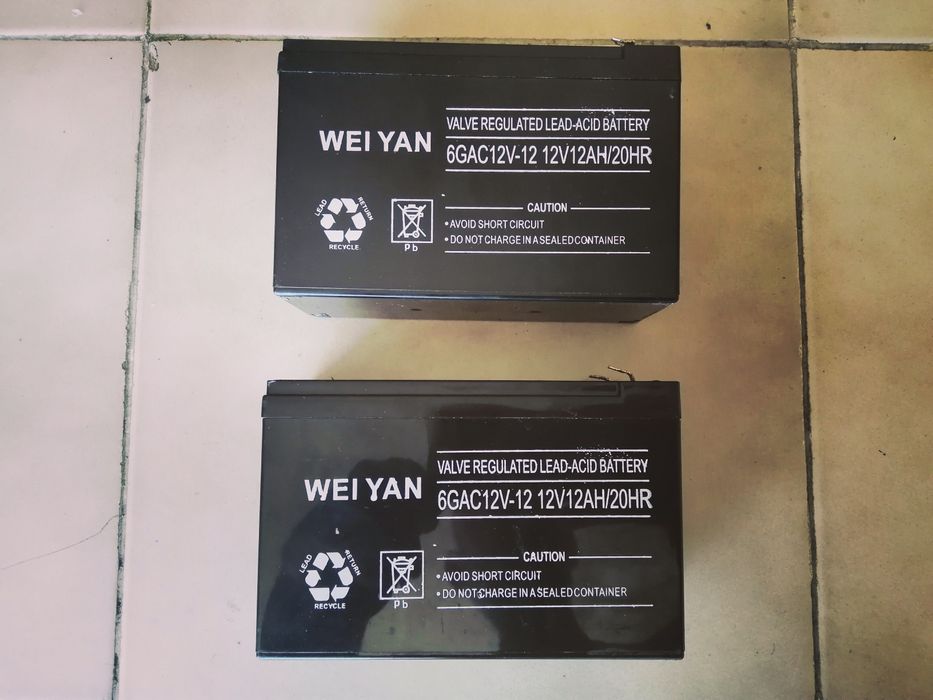 WEI YAN
VALVE REGULATED LEAD-ACID BATTERY
6GAC12V-12 12V12AH/20HR
LEAD RETURN
RECYCLE
Pb
CAUTION
• AVOID SHORT CIRCUIT
• DO NOT CHARGE IN A SEALED CONTAINER
WEI YAN
VALVE REGULATED LEAD-ACID BATTERY
6GAC12V-12 12V12AH/20HR
LEAD RETURN
RECYCLE
Pb
CAUTION
• AVOID SHORT CIRCUIT
• DO NOT CHARGE IN A SEALED CONTAINER